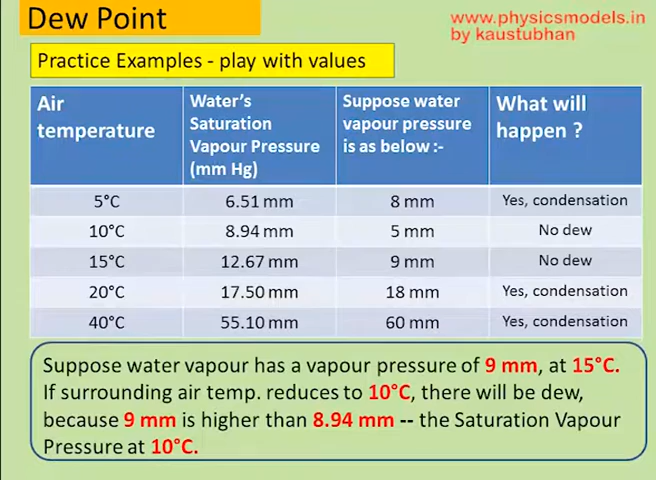 Dew Point
www.physicsmodels.in
by kaustubhan
Practice Examples - play with values
Air temperature | Water's Saturation Vapour Pressure (mm Hg) | Suppose water vapour pressure is as below :- | What will happen ?
5°C | 6.51 mm | 8 mm | Yes, condensation
10°C | 8.94 mm | 5 mm | No dew
15°C | 12.67 mm | 9 mm | No dew
20°C | 17.50 mm | 18 mm | Yes, condensation
40°C | 55.10 mm | 60 mm | Yes, condensation
Suppose water vapour has a vapour pressure of 9 mm, at 15°C.
If surrounding air temp. reduces to 10°C, there will be dew,
because 9 mm is higher than 8.94 mm -- the Saturation Vapour
Pressure at 10°C.